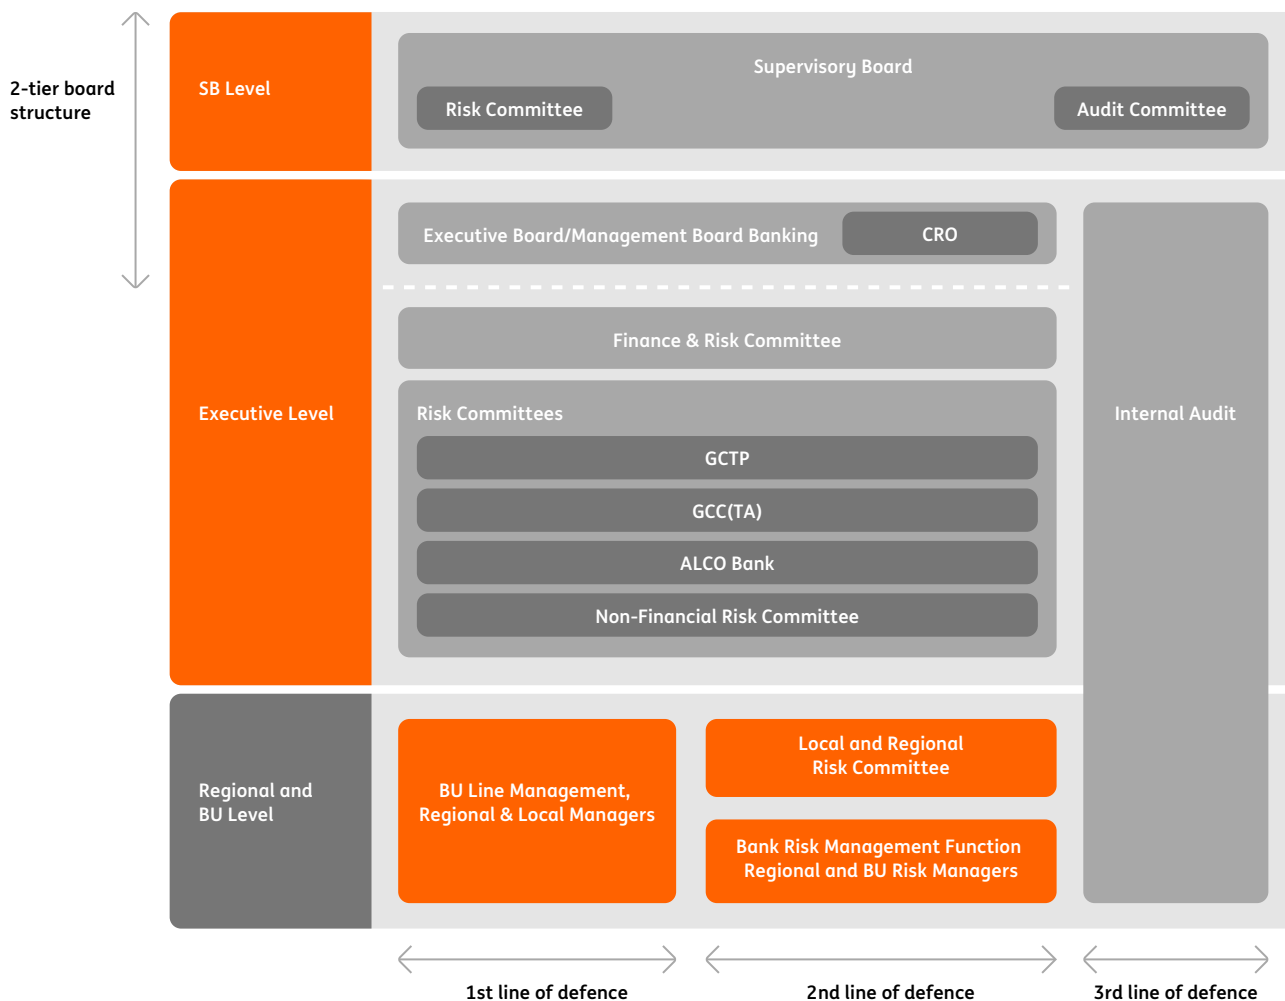 2-tier board
structure
SB Level
Supervisory Board
Risk Committee
Audit Committee
Executive Level
Executive Board/Management Board Banking
CRO
Finance & Risk Committee
Risk Committees
GCTP
GCC(TA)
ALCO Bank
Non-Financial Risk Committee
Internal Audit
Regional and
BU Level
BU Line Management,
Regional & Local Managers
Local and Regional
Risk Committee
Bank Risk Management Function
Regional and BU Risk Managers
1st line of defence
2nd line of defence
3rd line of defence